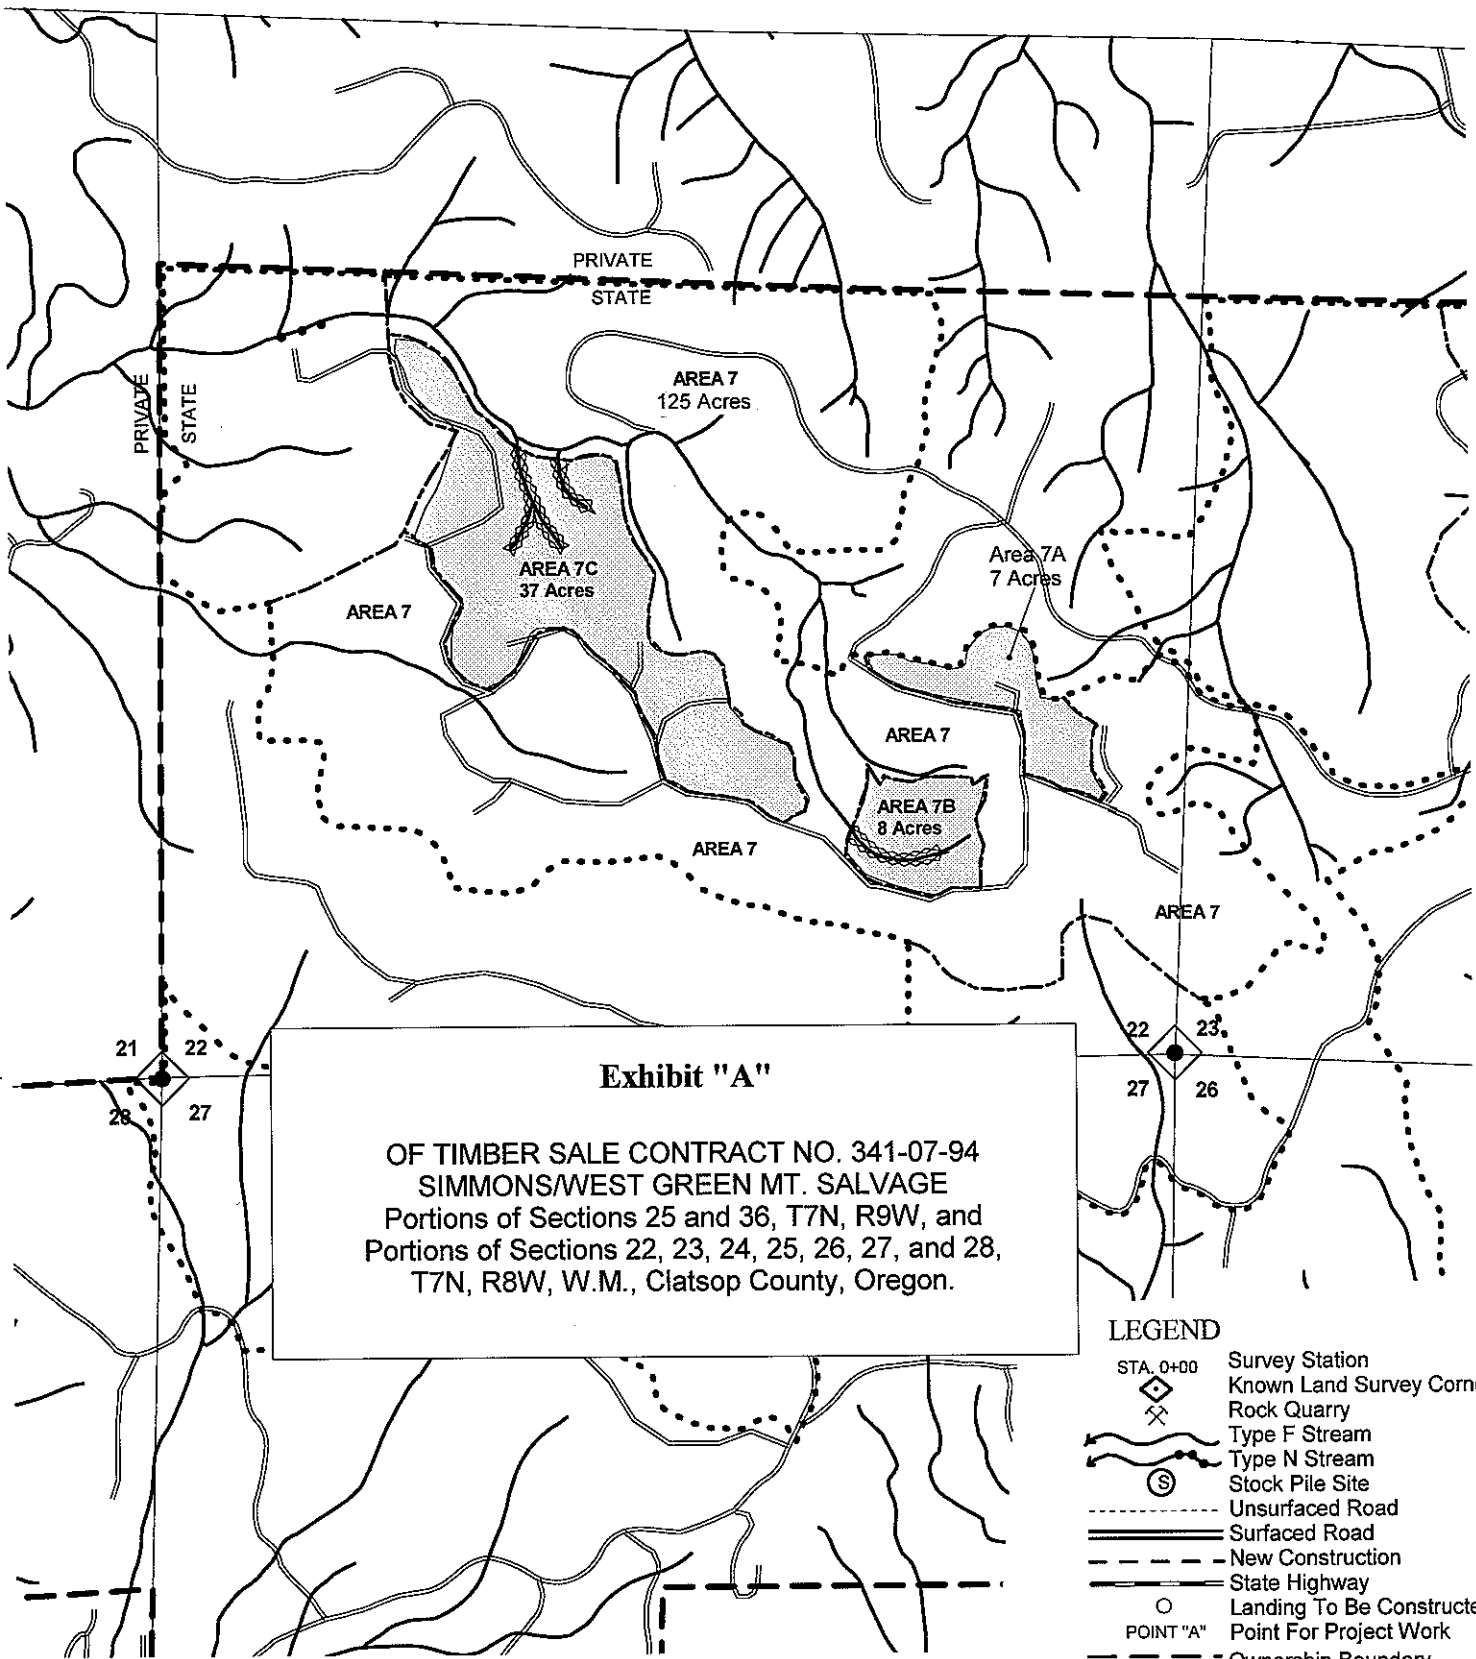 PRIVATE
STATE
PRIVATE
STATE
AREA 7
125 Acres
Area 7A
7 Acres
AREA 7C
37 Acres
AREA 7
AREA 7
AREA 7B
8 Acres
AREA 7
AREA 7
21 22
28 27
22 23
27 26
Exhibit "A"
OF TIMBER SALE CONTRACT NO. 341-07-94
SIMMONS/WEST GREEN MT. SALVAGE
Portions of Sections 25 and 36, T7N, R9W, and
Portions of Sections 22, 23, 24, 25, 26, 27, and 28,
T7N, R8W, W.M., Clatsop County, Oregon.
LEGEND
STA. 0+00 Survey Station
Known Land Survey Corn
Rock Quarry
Type F Stream
Type N Stream
S Stock Pile Site
Unsurfaced Road
Surfaced Road
New Construction
State Highway
Landing To Be Constructe
POINT "A" Point For Project Work
Ownership Boundary